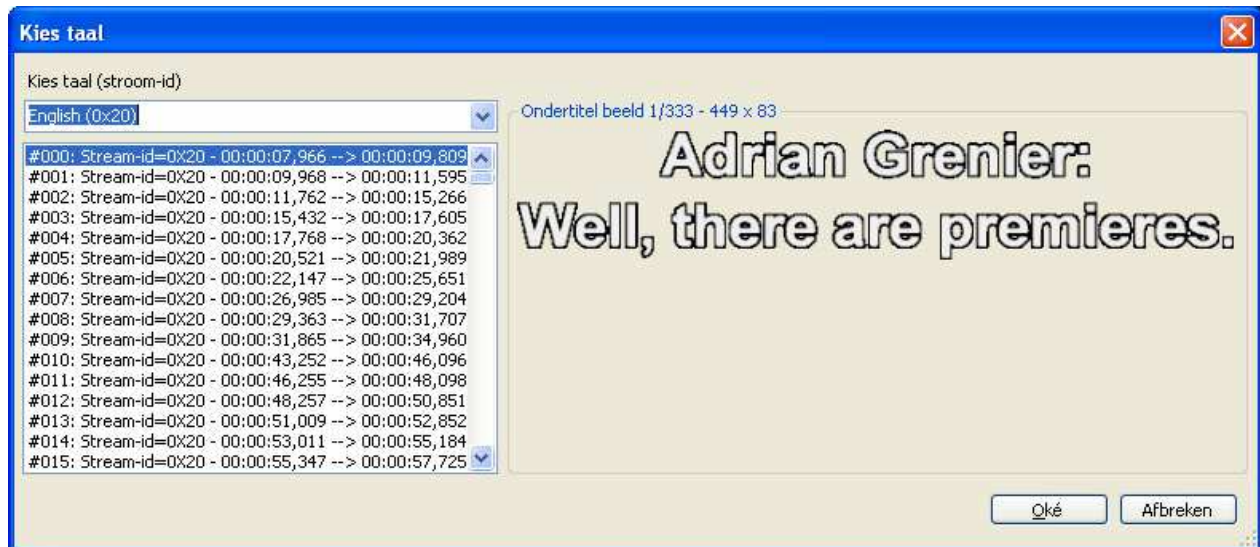 Kies taal
Kies taal (stroom-id)
English (0x20)
#000: Stream-id=0X20 - 00:00:07,966 --> 00:00:09,809
#001: Stream-id=0X20 - 00:00:09,968 --> 00:00:11,595
#002: Stream-id=0X20 - 00:00:11,762 --> 00:00:15,266
#003: Stream-id=0X20 - 00:00:15,432 --> 00:00:17,605
#004: Stream-id=0X20 - 00:00:17,768 --> 00:00:20,362
#005: Stream-id=0X20 - 00:00:20,521 --> 00:00:21,989
#006: Stream-id=0X20 - 00:00:22,147 --> 00:00:25,651
#007: Stream-id=0X20 - 00:00:26,985 --> 00:00:29,204
#008: Stream-id=0X20 - 00:00:29,363 --> 00:00:31,707
#009: Stream-id=0X20 - 00:00:31,865 --> 00:00:34,960
#010: Stream-id=0X20 - 00:00:43,252 --> 00:00:46,096
#011: Stream-id=0X20 - 00:00:46,255 --> 00:00:48,098
#012: Stream-id=0X20 - 00:00:48,257 --> 00:00:50,851
#013: Stream-id=0X20 - 00:00:51,009 --> 00:00:52,852
#014: Stream-id=0X20 - 00:00:53,011 --> 00:00:55,184
#015: Stream-id=0X20 - 00:00:55,347 --> 00:00:57,725
Ondertitel beeld 1/333 - 449 x 83
Adrian Grenier:
Well, there are premieres.
Oké
Afbreken